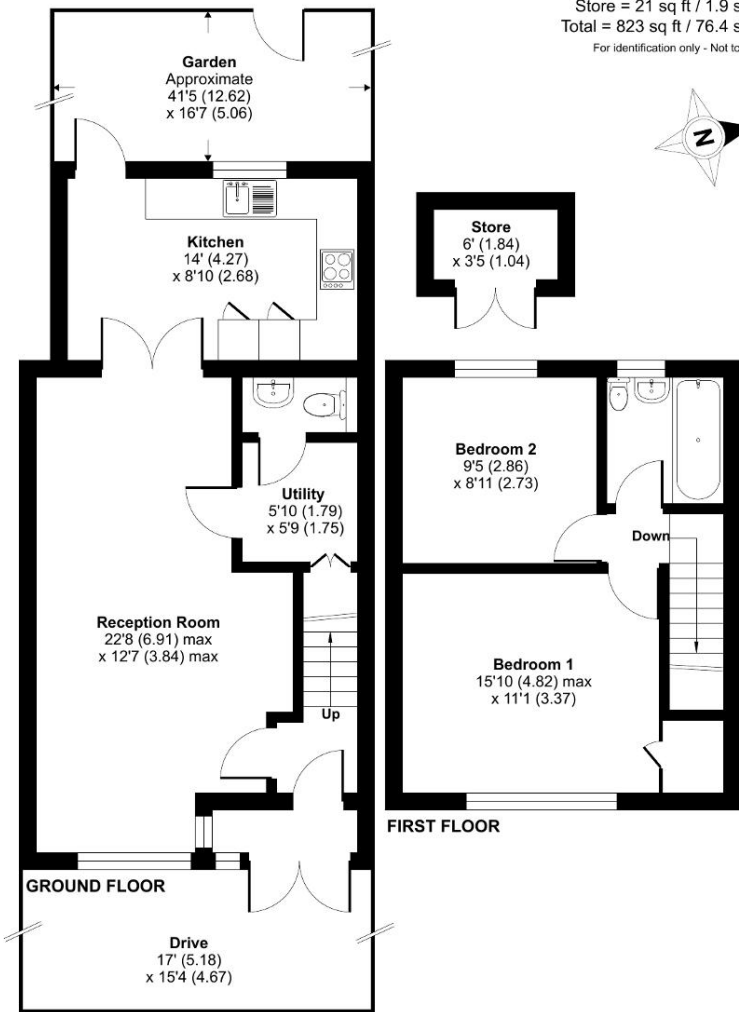 Store = 21 sq ft / 1.9 s
Total = 823 sq ft / 76.4 s
For identification only - Not to
N
Garden
Approximate
41'5 (12.62)
x 16'7 (5.06)
Kitchen
14' (4.27)
x 8'10 (2.68)
Store
6' (1.84)
x 3'5 (1.04)
Utility
5'10 (1.79)
x 5'9 (1.75)
Reception Room
22'8 (6.91) max
x 12'7 (3.84) max
Up
GROUND FLOOR
Drive
17' (5.18)
x 15'4 (4.67)
Bedroom 2
9'5 (2.86)
x 8'11 (2.73)
Down
Bedroom 1
15'10 (4.82) max
x 11'1 (3.37)
FIRST FLOOR